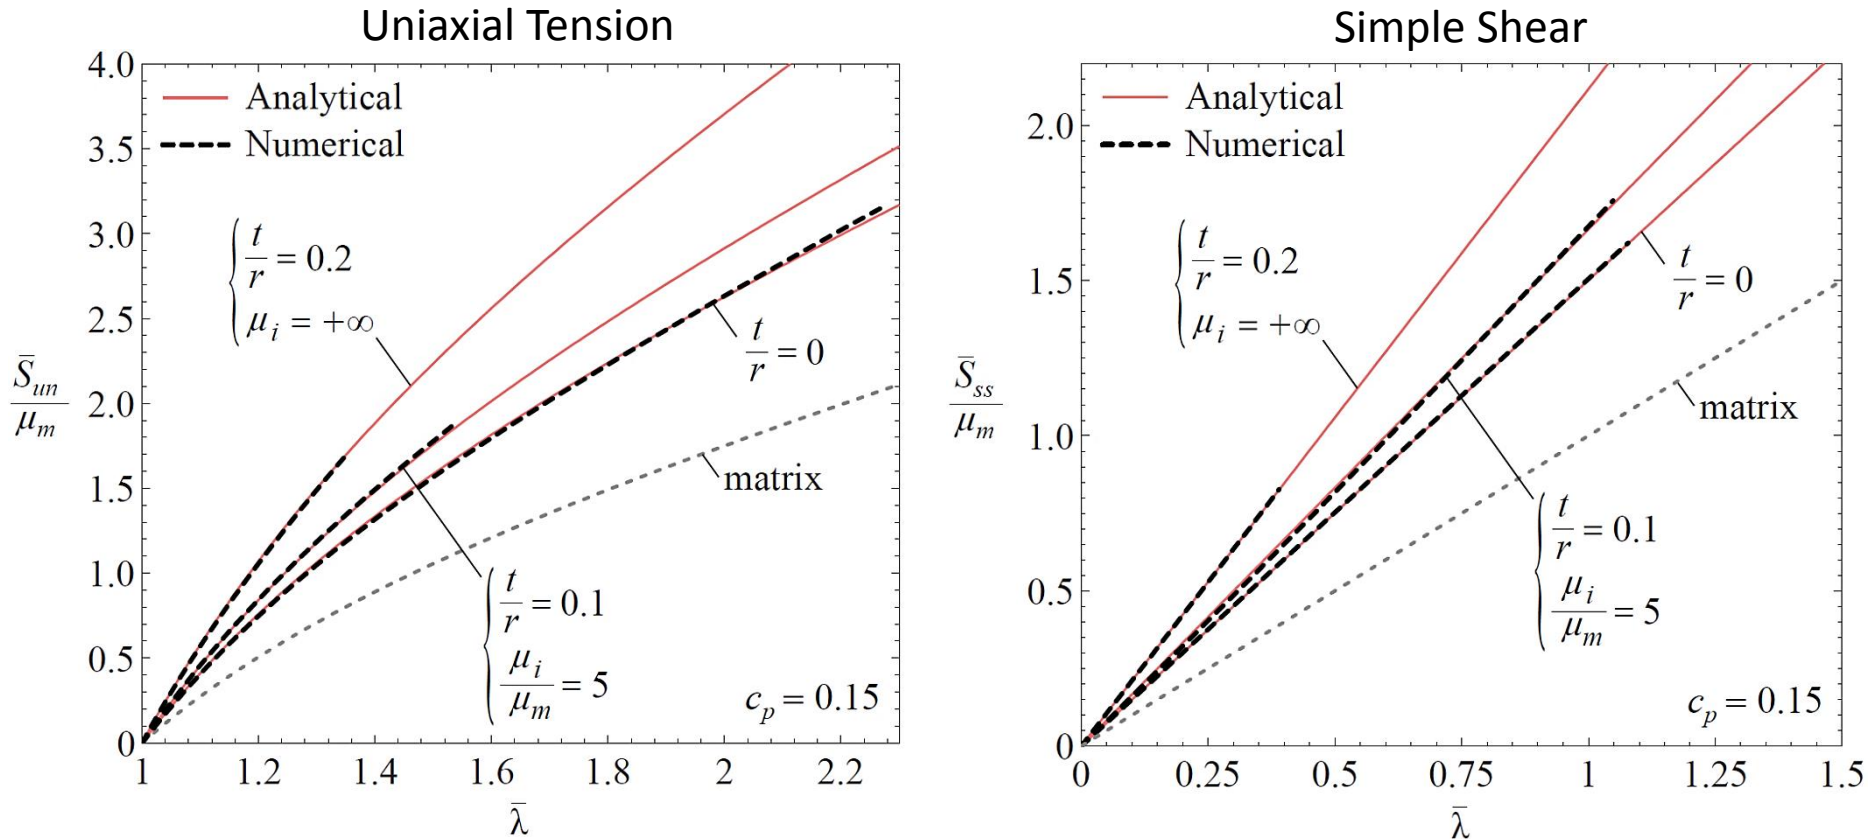 Uniaxial Tension
4.0
3.5
3.0
2.5
2.0
1.5
1.0
0.5
0
S̄un
μm
Analytical
Numerical
t/r = 0.2
μi = +∞
t/r = 0
matrix
t/r = 0.1
μi/μm = 5
cp = 0.15
1 1.2 1.4 1.6 1.8 2 2.2
λ̄
Simple Shear
2.0
1.5
1.0
0.5
0
S̄ss
μm
Analytical
Numerical
t/r = 0.2
μi = +∞
t/r = 0
matrix
t/r = 0.1
μi/μm = 5
cp = 0.15
0 0.25 0.5 0.75 1 1.25 1.5
λ̄